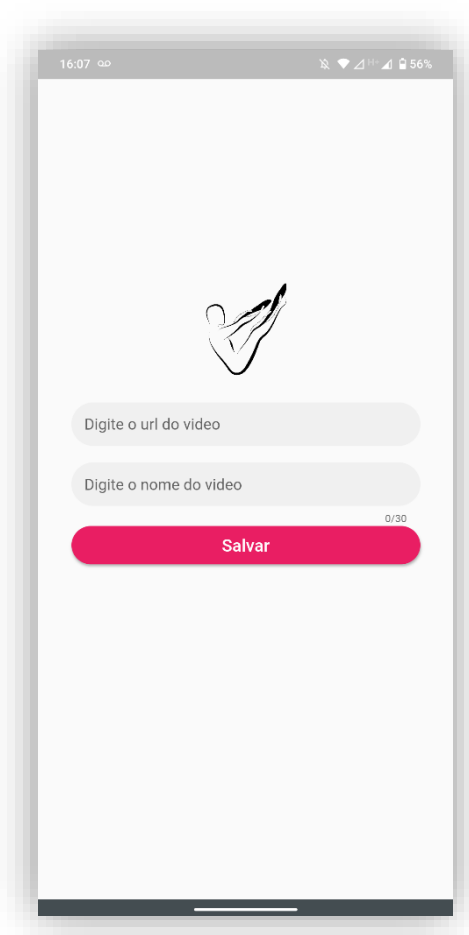 16:07
H+ 56%
Digite o url do video
Digite o nome do video
0/30
Salvar